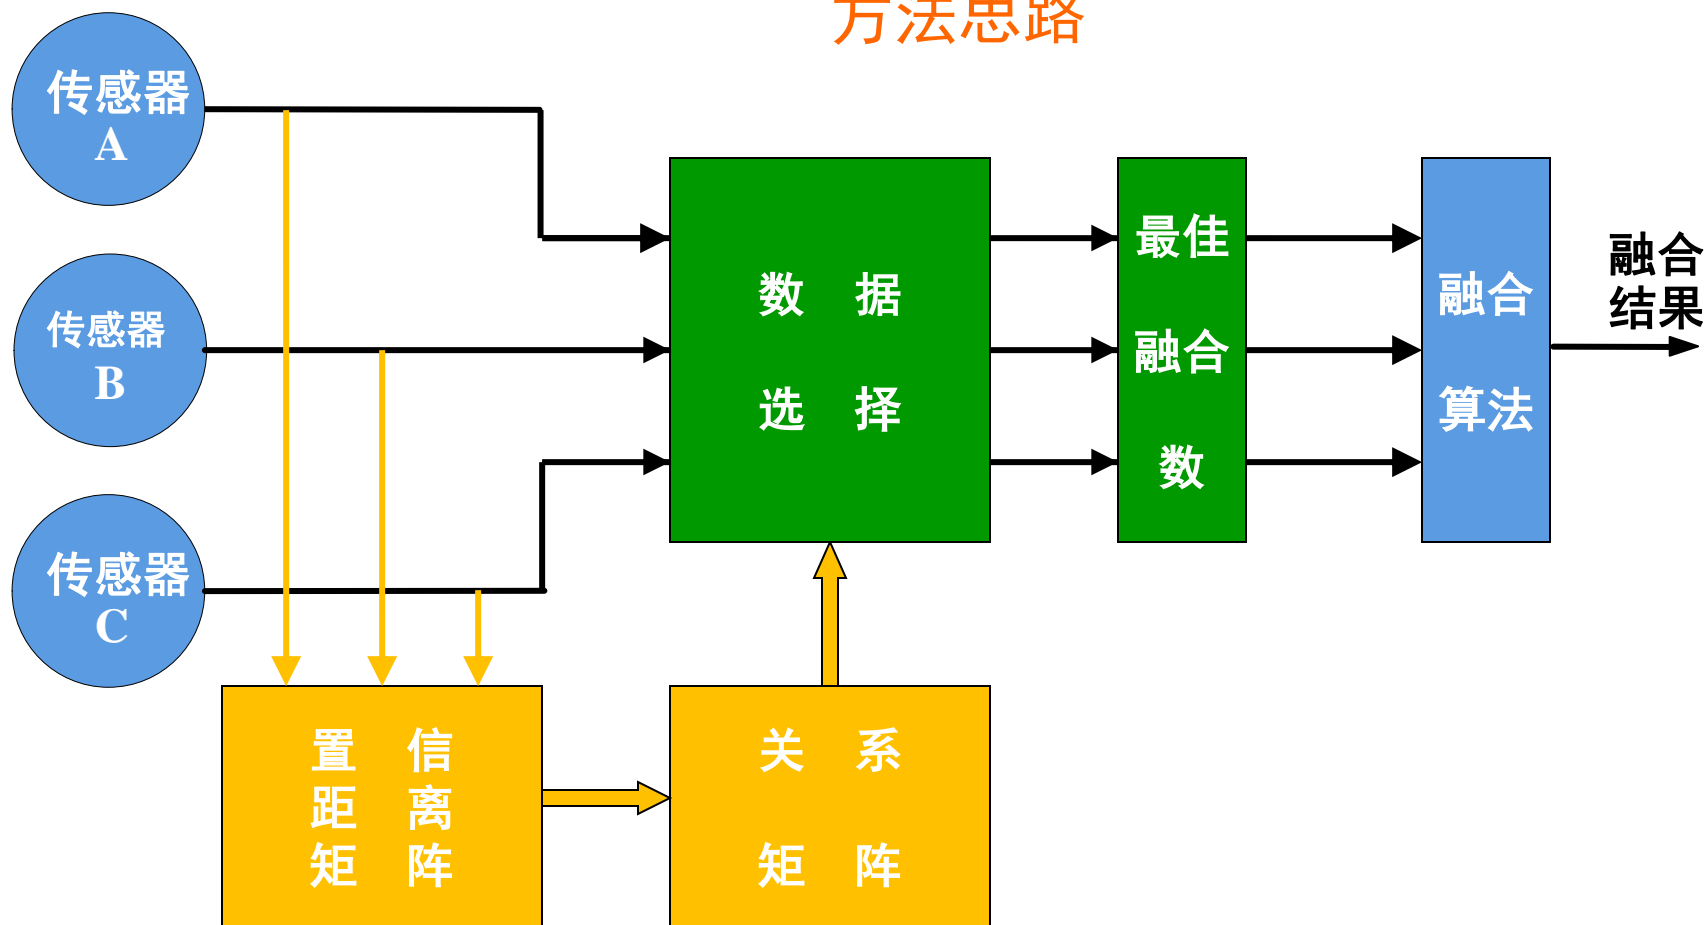 方法思路
传感器
A
传感器
B
传感器
C
数 据
选 择
最佳
融合
数
融合
算法
融合
结果
置 信
距 离
矩 阵
关 系
矩 阵